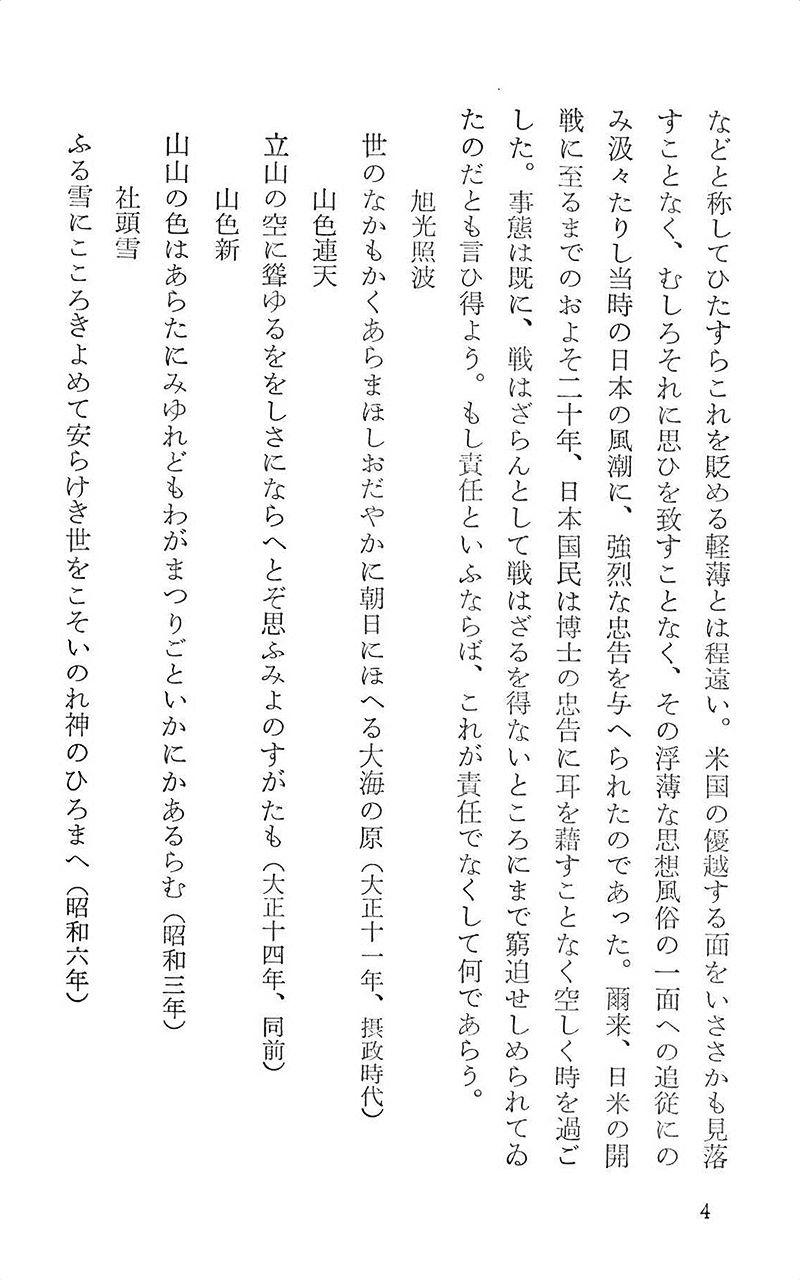 などと称してひたすらこれを貶める軽薄とは程遠い。米国の優越する面をいささかも見落
すことなく、むしろそれに思ひを致すことなく、その浮薄な思想風俗の一面への追従にの
み汲々たりし当時の日本の風潮に、強烈な忠告を与へられたのであった。爾来、日米の開
戦に至るまでのおよそ二十年、日本国民は博士の忠告に耳を藉すことなく空しく時を過ご
した。事態は既に、戦はざらんとして戦はざるを得ないところにまで窮迫せしめられてゐ
たのだとも言ひ得よう。もし責任といふならば、これが責任でなくして何であらう。
旭光照波
世のなかもかくあらまほしおだやかに朝日にほへる大海の原（大正十一年、摂政時代）
山色連天
立山の空に聳ゆるををしさにならへとぞ思ふみよのすがたも（大正十四年、同前）
山色新
山山の色はあらたにみゆれどもわがまつりごといかにかあるらむ（昭和三年）
社頭雪
ふる雪にこころきよめて安らけき世をこそいのれ神のひろまへ（昭和六年）
4